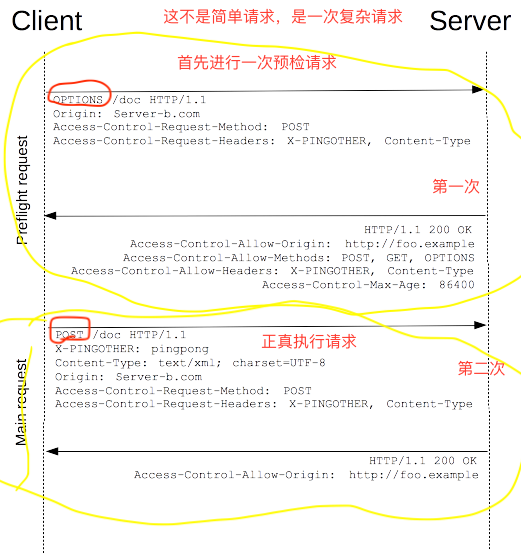 Client
这不是简单请求，是一次复杂请求
Server
首先进行一次预检请求
OPTIONS /doc HTTP/1.1
Origin: Server-b.com
Access-Control-Request-Method: POST
Access-Control-Request-Headers: X-PINGOTHER, Content-Type
Preflight request
第一次
HTTP/1.1 200 OK
Access-Control-Allow-Origin: http://foo.example
Access-Control-Allow-Methods: POST, GET, OPTIONS
Access-Control-Allow-Headers: X-PINGOTHER, Content-Type
Access-Control-Max-Age: 86400
POST /doc HTTP/1.1
正真执行请求
X-PINGOTHER: pingpong
Content-Type: text/xml; charset=UTF-8
第二次
Origin: Server-b.com
Access-Control-Request-Method: POST
Access-Control-Request-Headers: X-PINGOTHER, Content-Type
Main request
HTTP/1.1 200 OK
Access-Control-Allow-Origin: http://foo.example